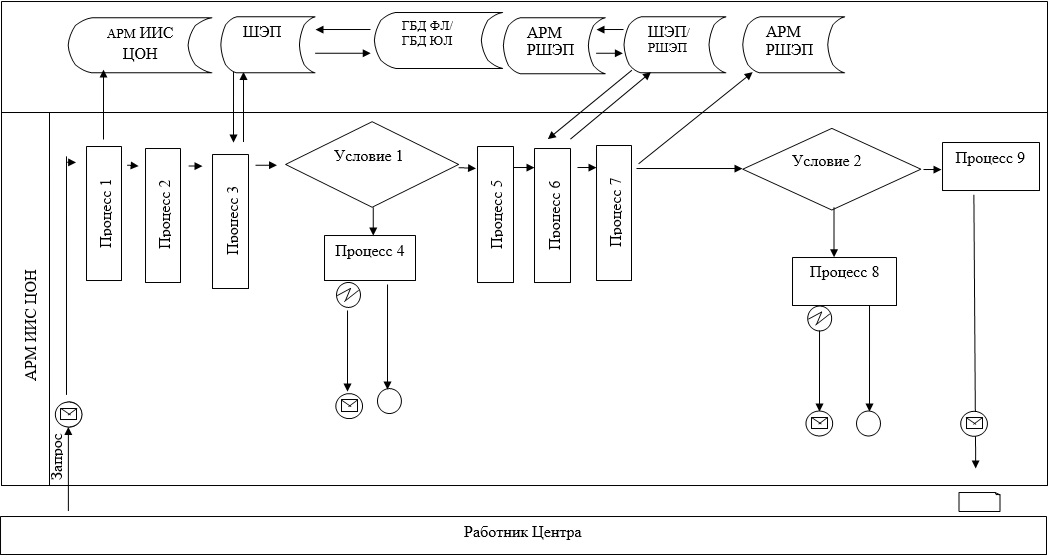 АРМ ИИС
ЦОН
ШЭП
ГБД ФЛ/
ГБД ЮЛ
АРМ
РШЭП
ШЭП/
РШЭП
АРМ
РШЭП
АРМ ИИС ЦОН
Процесс 1
Процесс 2
Процесс 3
Условие 1
Процесс 4
Процесс 5
Процесс 6
Процесс 7
Условие 2
Процесс 8
Процесс 9
Запрос
Работник Центра